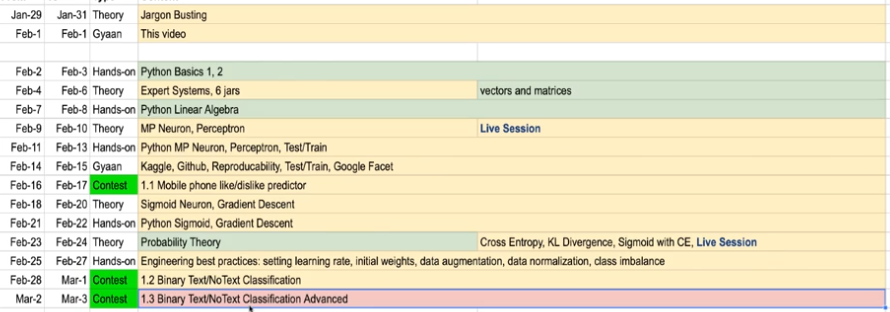 Jan-29 Jan-31 Theory Jargon Busting
Feb-1 Feb-1 Gyaan This video
Feb-2 Feb-3 Hands-on Python Basics 1, 2
Feb-4 Feb-6 Theory Expert Systems, 6 jars vectors and matrices
Feb-7 Feb-8 Hands-on Python Linear Algebra
Feb-9 Feb-10 Theory MP Neuron, Perceptron Live Session
Feb-11 Feb-13 Hands-on Python MP Neuron, Perceptron, Test/Train
Feb-14 Feb-15 Gyaan Kaggle, Github, Reproducability, Test/Train, Google Facet
Feb-16 Feb-17 Contest 1.1 Mobile phone like/dislike predictor
Feb-18 Feb-20 Theory Sigmoid Neuron, Gradient Descent
Feb-21 Feb-22 Hands-on Python Sigmoid, Gradient Descent
Feb-23 Feb-24 Theory Probability Theory Cross Entropy, KL Divergence, Sigmoid with CE, Live Session
Feb-25 Feb-27 Hands-on Engineering best practices: setting learning rate, initial weights, data augmentation, data normalization, class imbalance
Feb-28 Mar-1 Contest 1.2 Binary Text/NoText Classification
Mar-2 Mar-3 Contest 1.3 Binary Text/NoText Classification Advanced